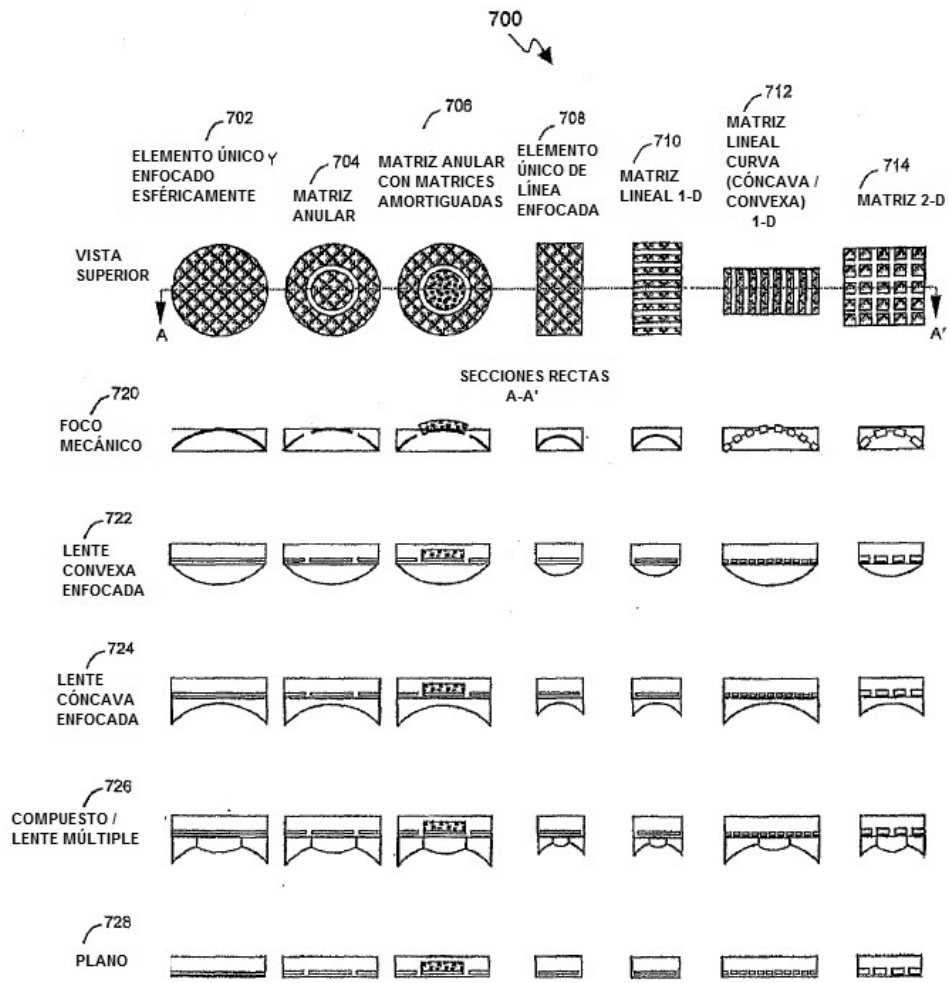 700
702
ELEMENTO ÚNICO Y
ENFOCADO
ESFÉRICAMENTE
704
MATRIZ
ANULAR
706
MATRIZ ANULAR
CON MATRICES
AMORTIGUADAS
708
ELEMENTO
ÚNICO DE
LÍNEA
ENFOCADA
710
MATRIZ
LINEAL 1-D
712
MATRIZ
LINEAL
CURVA
(CÓNCAVA /
CONVEXA)
1-D
714
MATRIZ 2-D
VISTA
SUPERIOR
A
A'
SECCIONES RECTAS
A-A'
720
FOCO
MECÁNICO
722
LENTE
CONVEXA
ENFOCADA
724
LENTE
CÓNCAVA
ENFOCADA
726
COMPUESTO /
LENTE MÚLTIPLE
728
PLANO